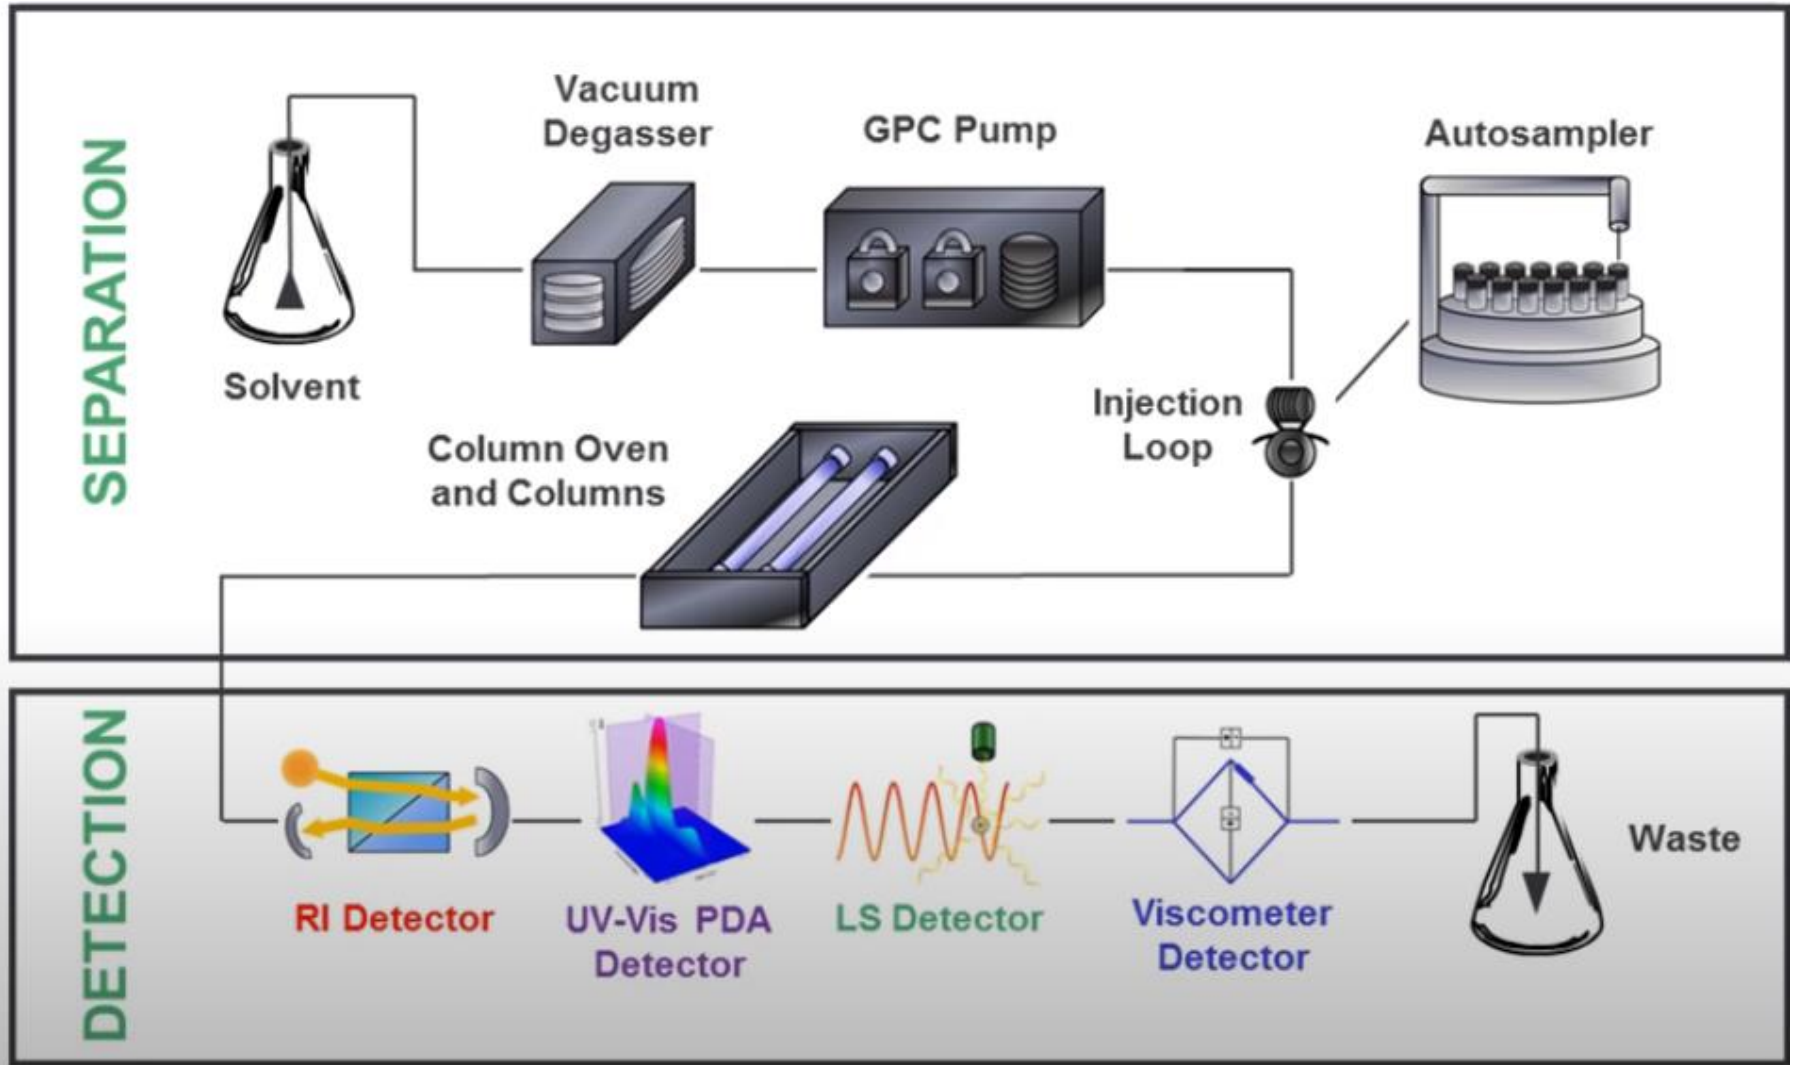 SEPARATION
Vacuum
Degasser
GPC Pump
Autosampler
Solvent
Injection
Loop
Column Oven
and Columns
DETECTION
RI Detector
UV-Vis PDA
Detector
LS Detector
Viscometer
Detector
Waste